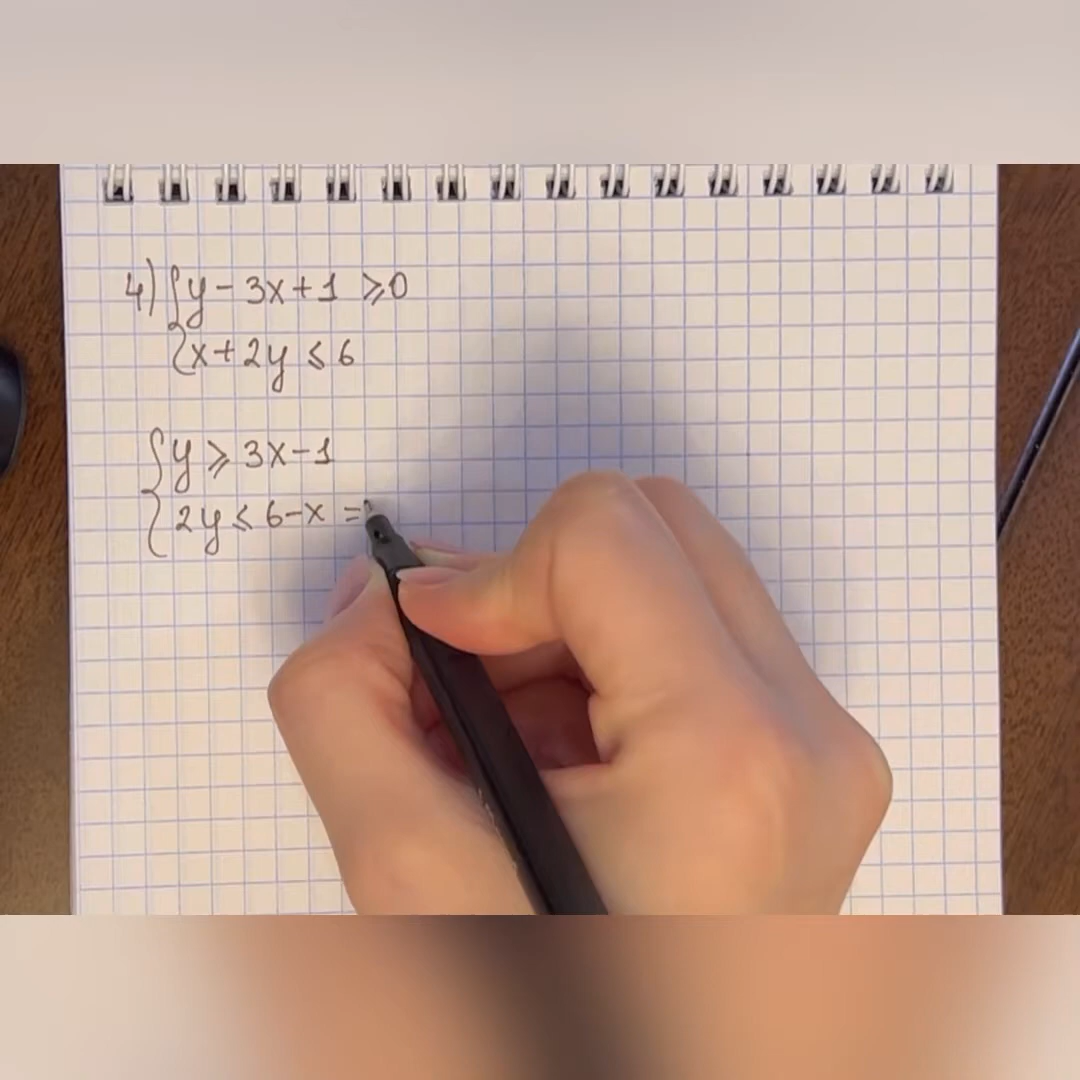 4) { y - 3x + 1 ⩾ 0
{ x + 2y ≤ 6
{ y ⩾ 3x - 1
{ 2y ≤ 6 - x =